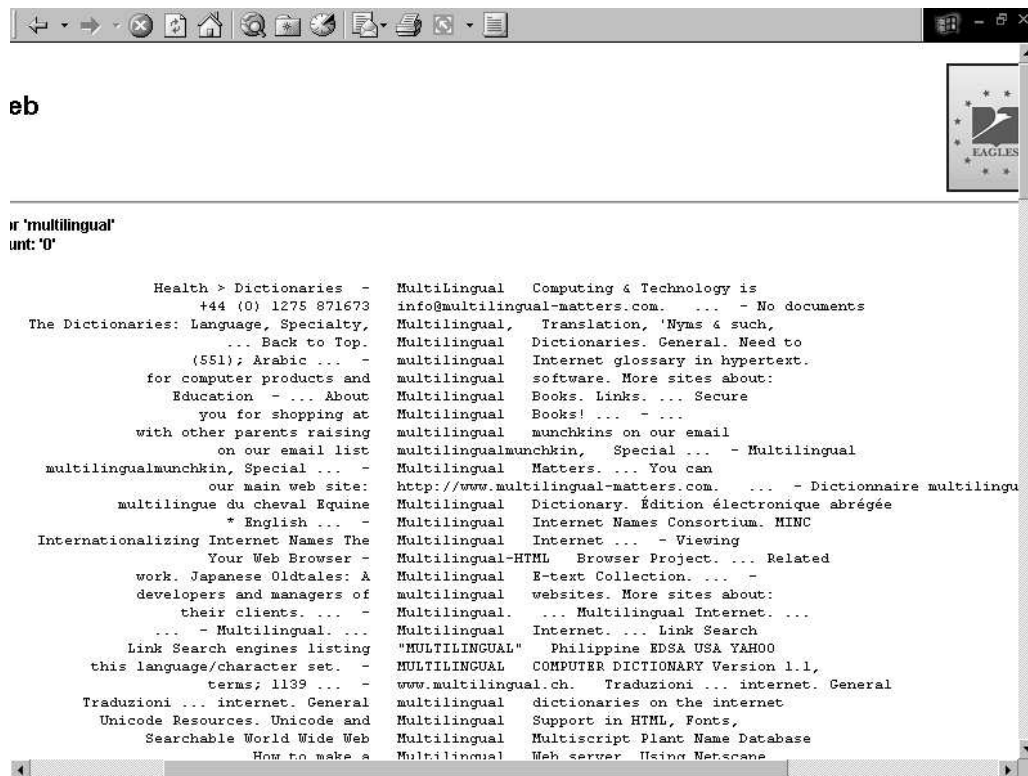 eb
EAGLES
or 'multilingual'
unt: '0'
Health > Dictionaries - MultiLingual Computing & Technology is
+44 (0) 1275 871673 info@multilingual-matters.com. ... - No documents
The Dictionaries: Language, Specialty, Multilingual, Translation, 'Nyms & such,
... Back to Top. Multilingual Dictionaries. General. Need to
(551); Arabic ... - multilingual Internet glossary in hypertext.
for computer products and multilingual software. More sites about:
Education - ... About Multilingual Books. Links. ... Secure
you for shopping at Multilingual Books! ... - ...
with other parents raising multilingual munchkins on our email
on our email list multilingualmunchkin, Special ... - Multilingual
multilingualmunchkin, Special ... - Multilingual Matters. ... You can
our main web site: http://www.multilingual-matters.com. ... - Dictionnaire multilingu
multilingue du cheval Equine Multilingual Dictionary. Édition électronique abrégée
* English ... - Multilingual Internet Names Consortium. MINC
Internationalizing Internet Names The Multilingual Internet ... - Viewing
Your Web Browser - Multilingual-HTML Browser Project. ... Related
work. Japanese Oldtales: A Multilingual E-text Collection. ... -
developers and managers of multilingual websites. More sites about:
their clients. ... - Multilingual. ... Multilingual Internet. ...
... - Multilingual. ... Multilingual Internet. ... Link Search
Link Search engines listing "MULTILINGUAL" Philippine EDSA USA YAHOO
this language/character set. - MULTILINGUAL COMPUTER DICTIONARY Version 1.1,
terms; 1139 ... - www.multilingual.ch. Traduzioni ... internet. General
Traduzioni ... internet. General multilingual dictionaries on the internet
Unicode Resources. Unicode and Multilingual Support in HTML, Fonts,
Searchable World Wide Web Multilingual Multiscript Plant Name Database
How to make a Multilingual Web server. Using Netscape